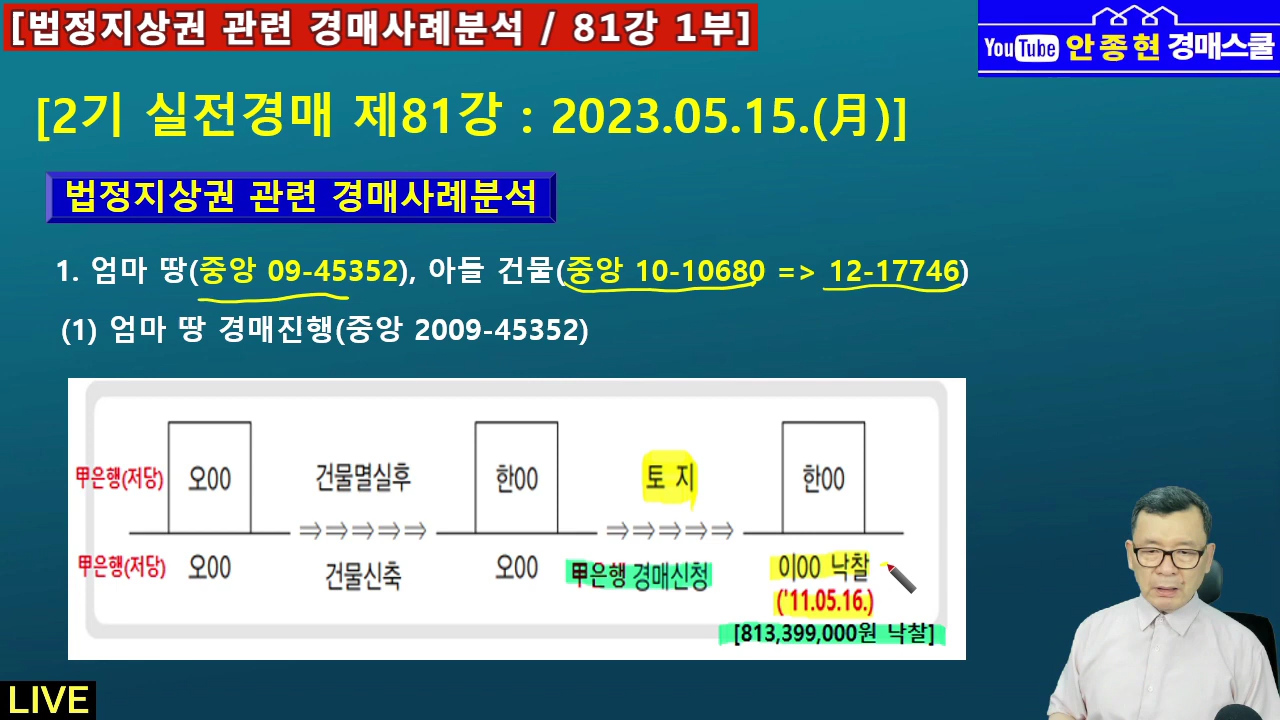 [법정지상권 관련 경매사례분석 / 81강 1부]
YouTube 안종현 경매스쿨
[2기 실전경매 제81강 : 2023.05.15.(月)]
법정지상권 관련 경매사례분석
1. 엄마 땅(중앙 09-45352), 아들 건물(중앙 10-10680 => 12-17746)
(1) 엄마 땅 경매진행(중앙 2009-45352)
甲은행(저당) 오00 건물멸실후 한00 토 지 한00
⇒⇒⇒⇒⇒ ⇒⇒⇒⇒⇒
甲은행(저당) 오00 건물신축 오00 甲은행 경매신청 이00 낙찰
('11.05.16.)
[813,399,000원 낙찰]
LIVE